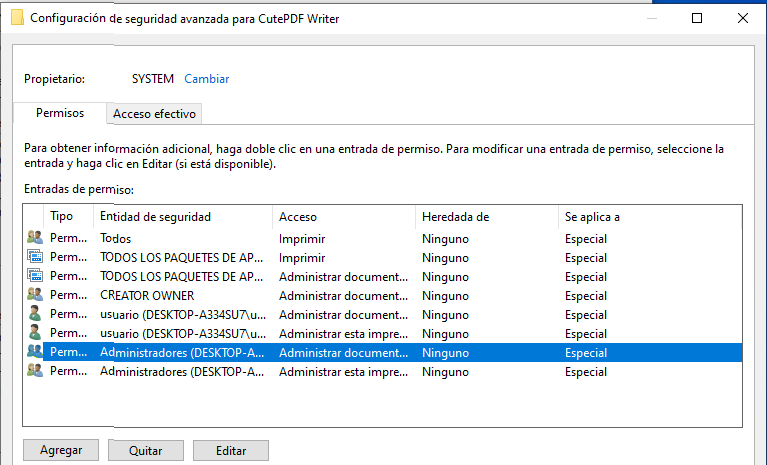 Configuración de seguridad avanzada para CutePDF Writer
Propietario: SYSTEM Cambiar
Permisos Acceso efectivo
Para obtener información adicional, haga doble clic en una entrada de permiso. Para modificar una entrada de permiso, seleccione la
entrada y haga clic en Editar (si está disponible).
Entradas de permiso:
Tipo Entidad de seguridad Acceso Heredada de Se aplica a
Perm... Todos Imprimir Ninguno Especial
Perm... TODOS LOS PAQUETES DE AP... Imprimir Ninguno Especial
Perm... TODOS LOS PAQUETES DE AP... Administrar document... Ninguno Especial
Perm... CREATOR OWNER Administrar document... Ninguno Especial
Perm... usuario (DESKTOP-A334SU7\u... Administrar document... Ninguno Especial
Perm... usuario (DESKTOP-A334SU7\u... Administrar esta impre... Ninguno Especial
Perm... Administradores (DESKTOP-A... Administrar document... Ninguno Especial
Perm... Administradores (DESKTOP-A... Administrar esta impre... Ninguno Especial
Agregar Quitar Editar